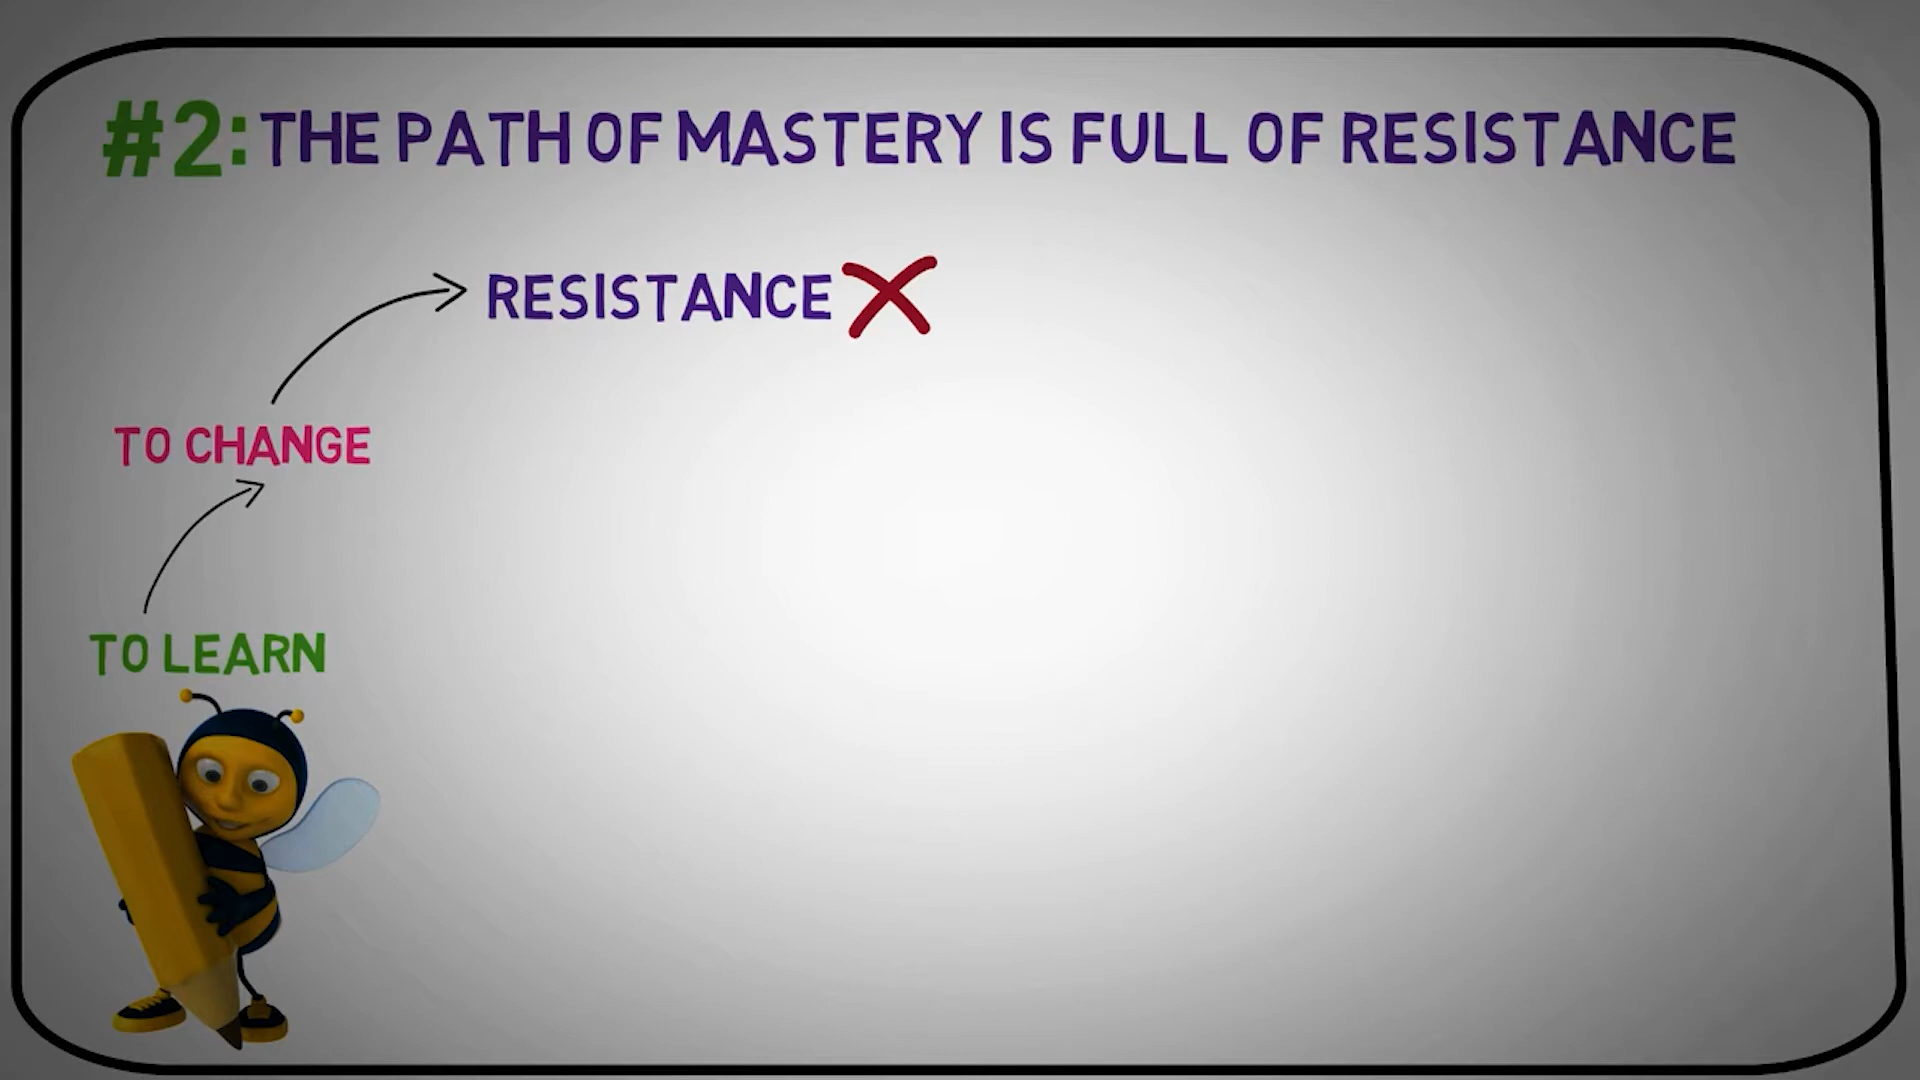 #2: THE PATH OF MASTERY IS FULL OF RESISTANCE
RESISTANCE
TO CHANGE
TO LEARN